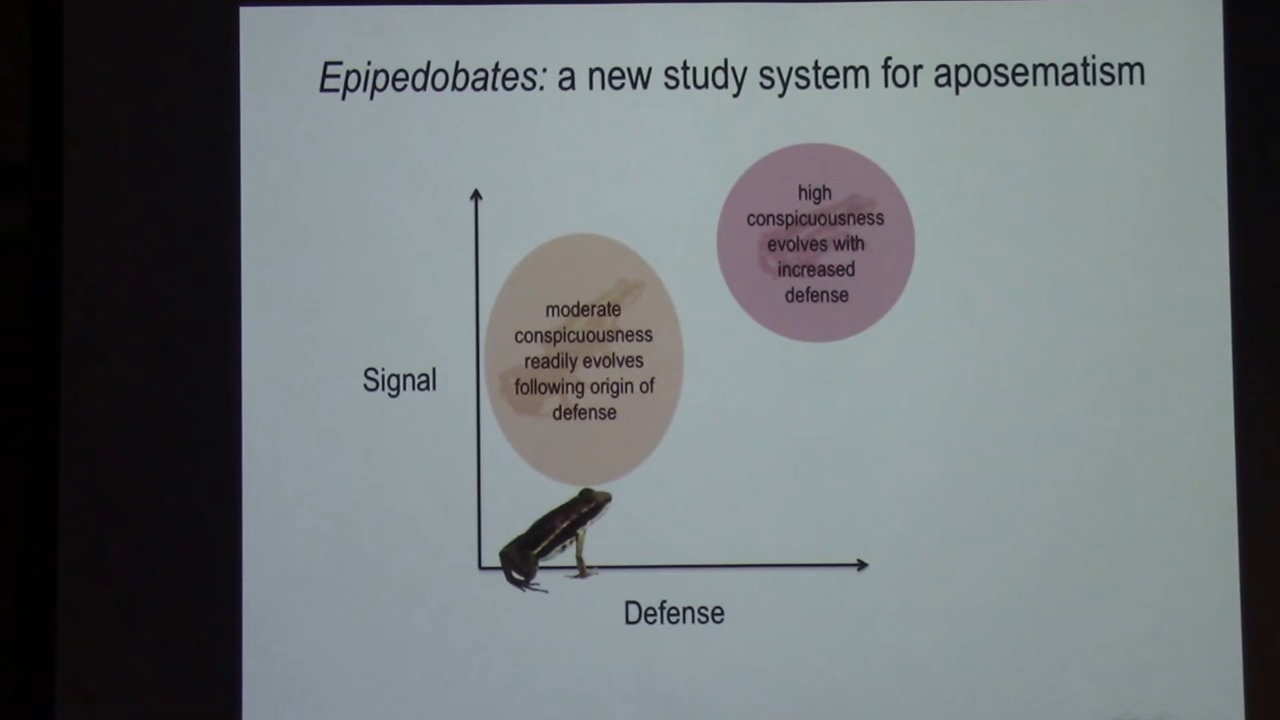 Epipedobates: a new study system for aposematism
high
conspicuousness
evolves with
increased
defense
moderate
conspicuousness
readily evolves
following origin of
defense
Signal
Defense